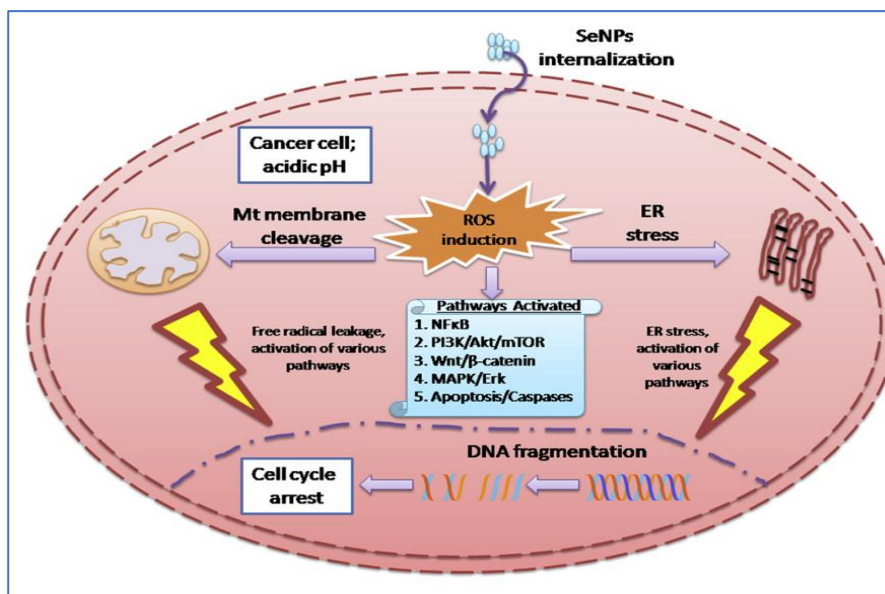 SeNPs
internalization
Cancer cell;
acidic pH
Mt membrane
cleavage
ROS
induction
ER
stress
Pathways Activated
1. NFκB
2. PI3K/Akt/mTOR
3. Wnt/β-catenin
4. MAPK/Erk
5. Apoptosis/Caspases
Free radical leakage,
activation of various
pathways
ER stress,
activation of
various
pathways
DNA fragmentation
Cell cycle
arrest